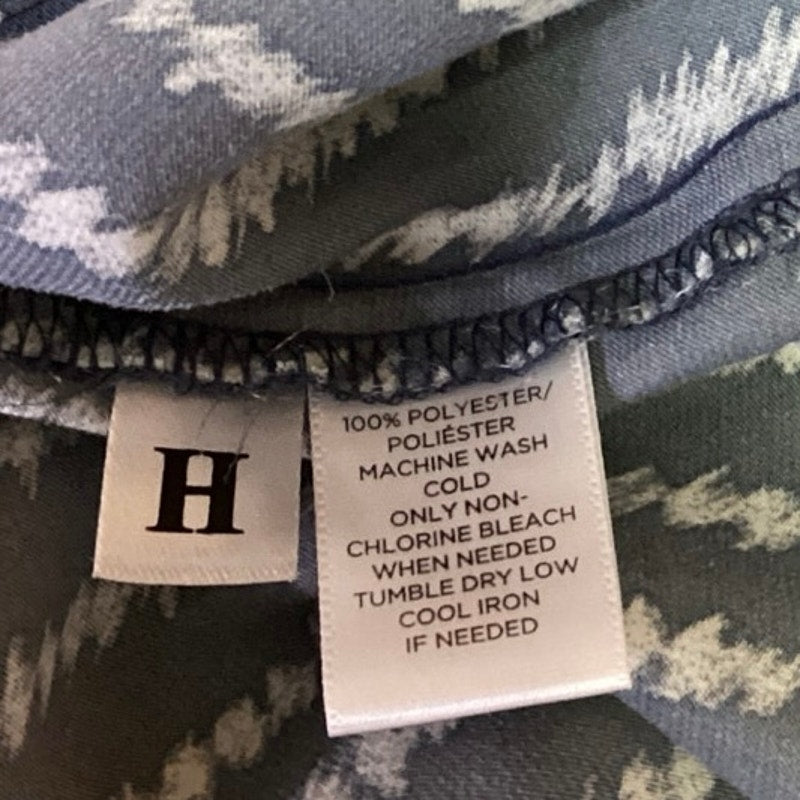 H
100% POLYESTER/
POLIÉSTER
MACHINE WASH
COLD
ONLY NON-
CHLORINE BLEACH
WHEN NEEDED
TUMBLE DRY LOW
COOL IRON
IF NEEDED